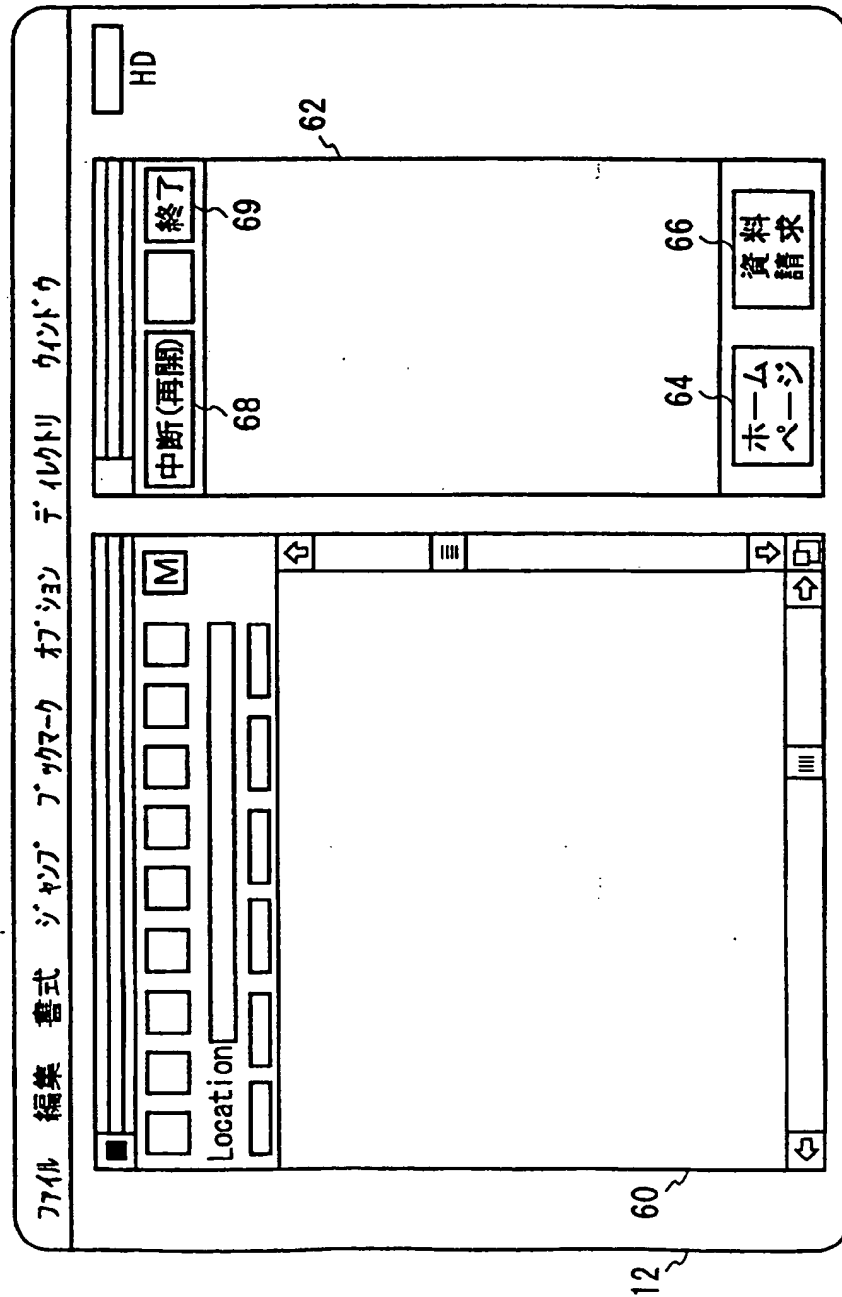 ファイル 編集 書式 ジャンプ ブックマーク オプション ディレクトリ ウィンドウ
HD
M
Location
中断(再開)
終了
68
69
62
ホーム
ページ
資料
請求
64
66
60
12